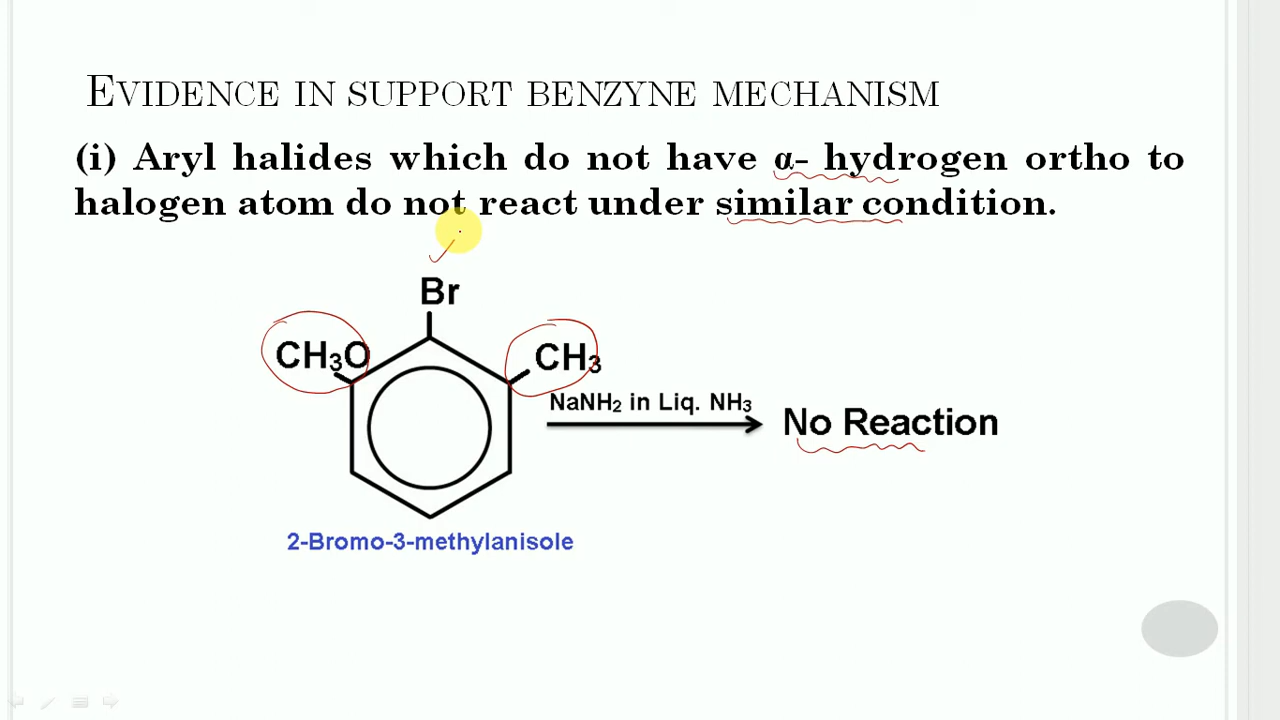 EVIDENCE IN SUPPORT BENZYNE MECHANISM
(i) Aryl halides which do not have α- hydrogen ortho to
halogen atom do not react under similar condition.
Br
CH₃O
CH₃
NaNH₂ in Liq. NH₃
No Reaction
2-Bromo-3-methylanisole